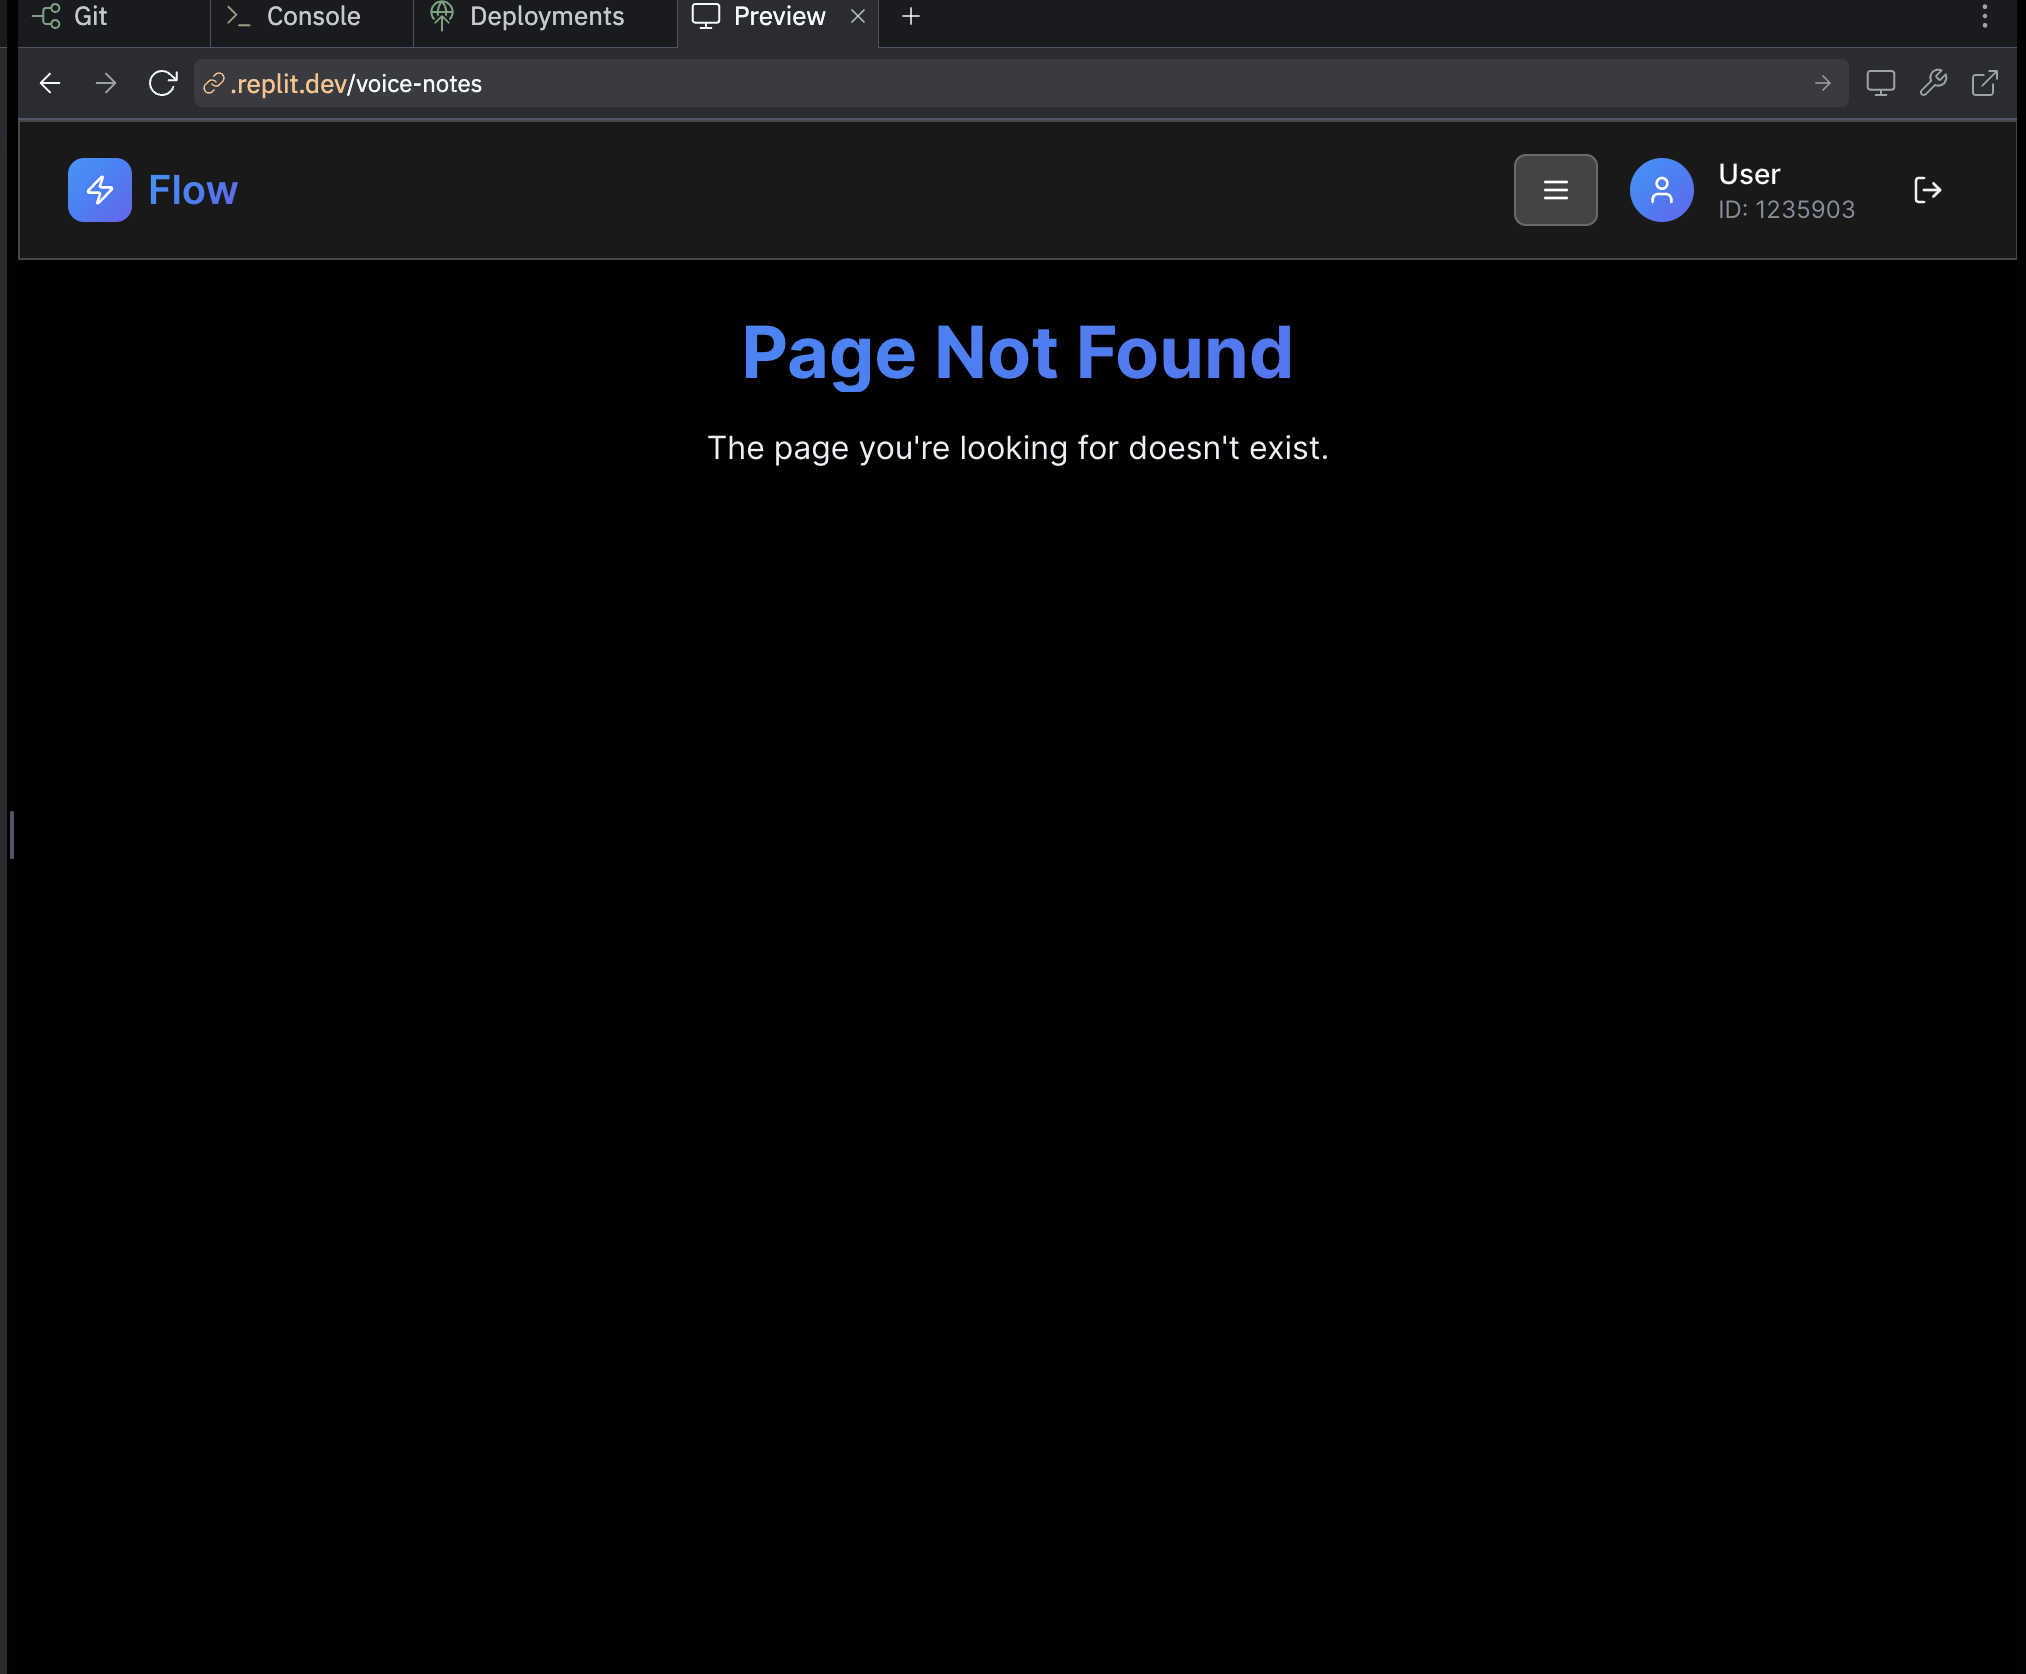 Git
Console
Deployments
Preview
.replit.dev/voice-notes
Flow
User
ID: 1235903
Page Not Found
The page you're looking for doesn't exist.